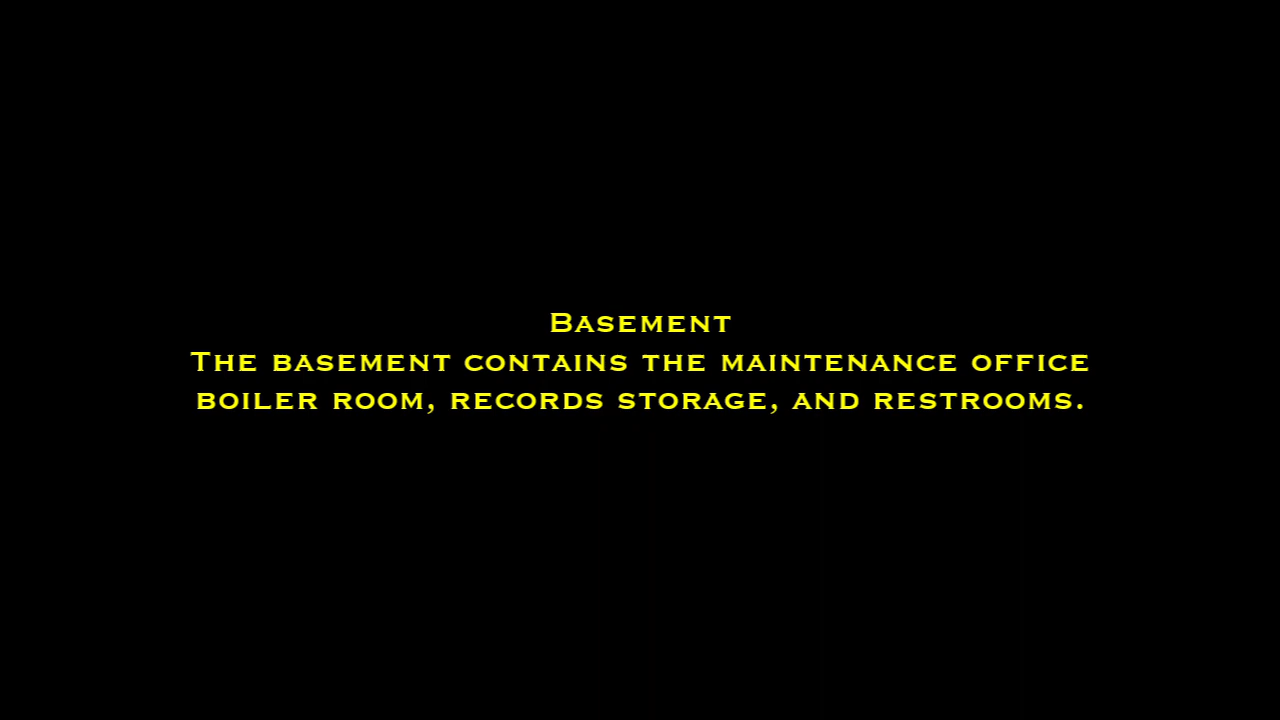 Basement
The basement contains the maintenance office
boiler room, records storage, and restrooms.